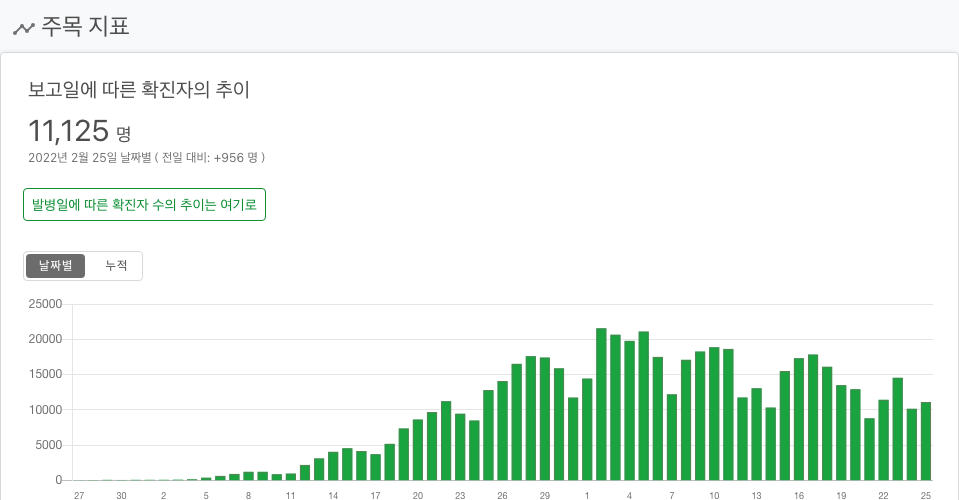 주목 지표
보고일에 따른 확진자의 추이
11,125 명
2022년 2월 25일 날짜별 ( 전일 대비: +956 명 )
발병일에 따른 확진자 수의 추이는 여기로
날짜별 누적
25000
20000
15000
10000
5000
0
27 30 2 5 8 11 14 17 20 23 26 29 1 4 7 10 13 16 19 22 25